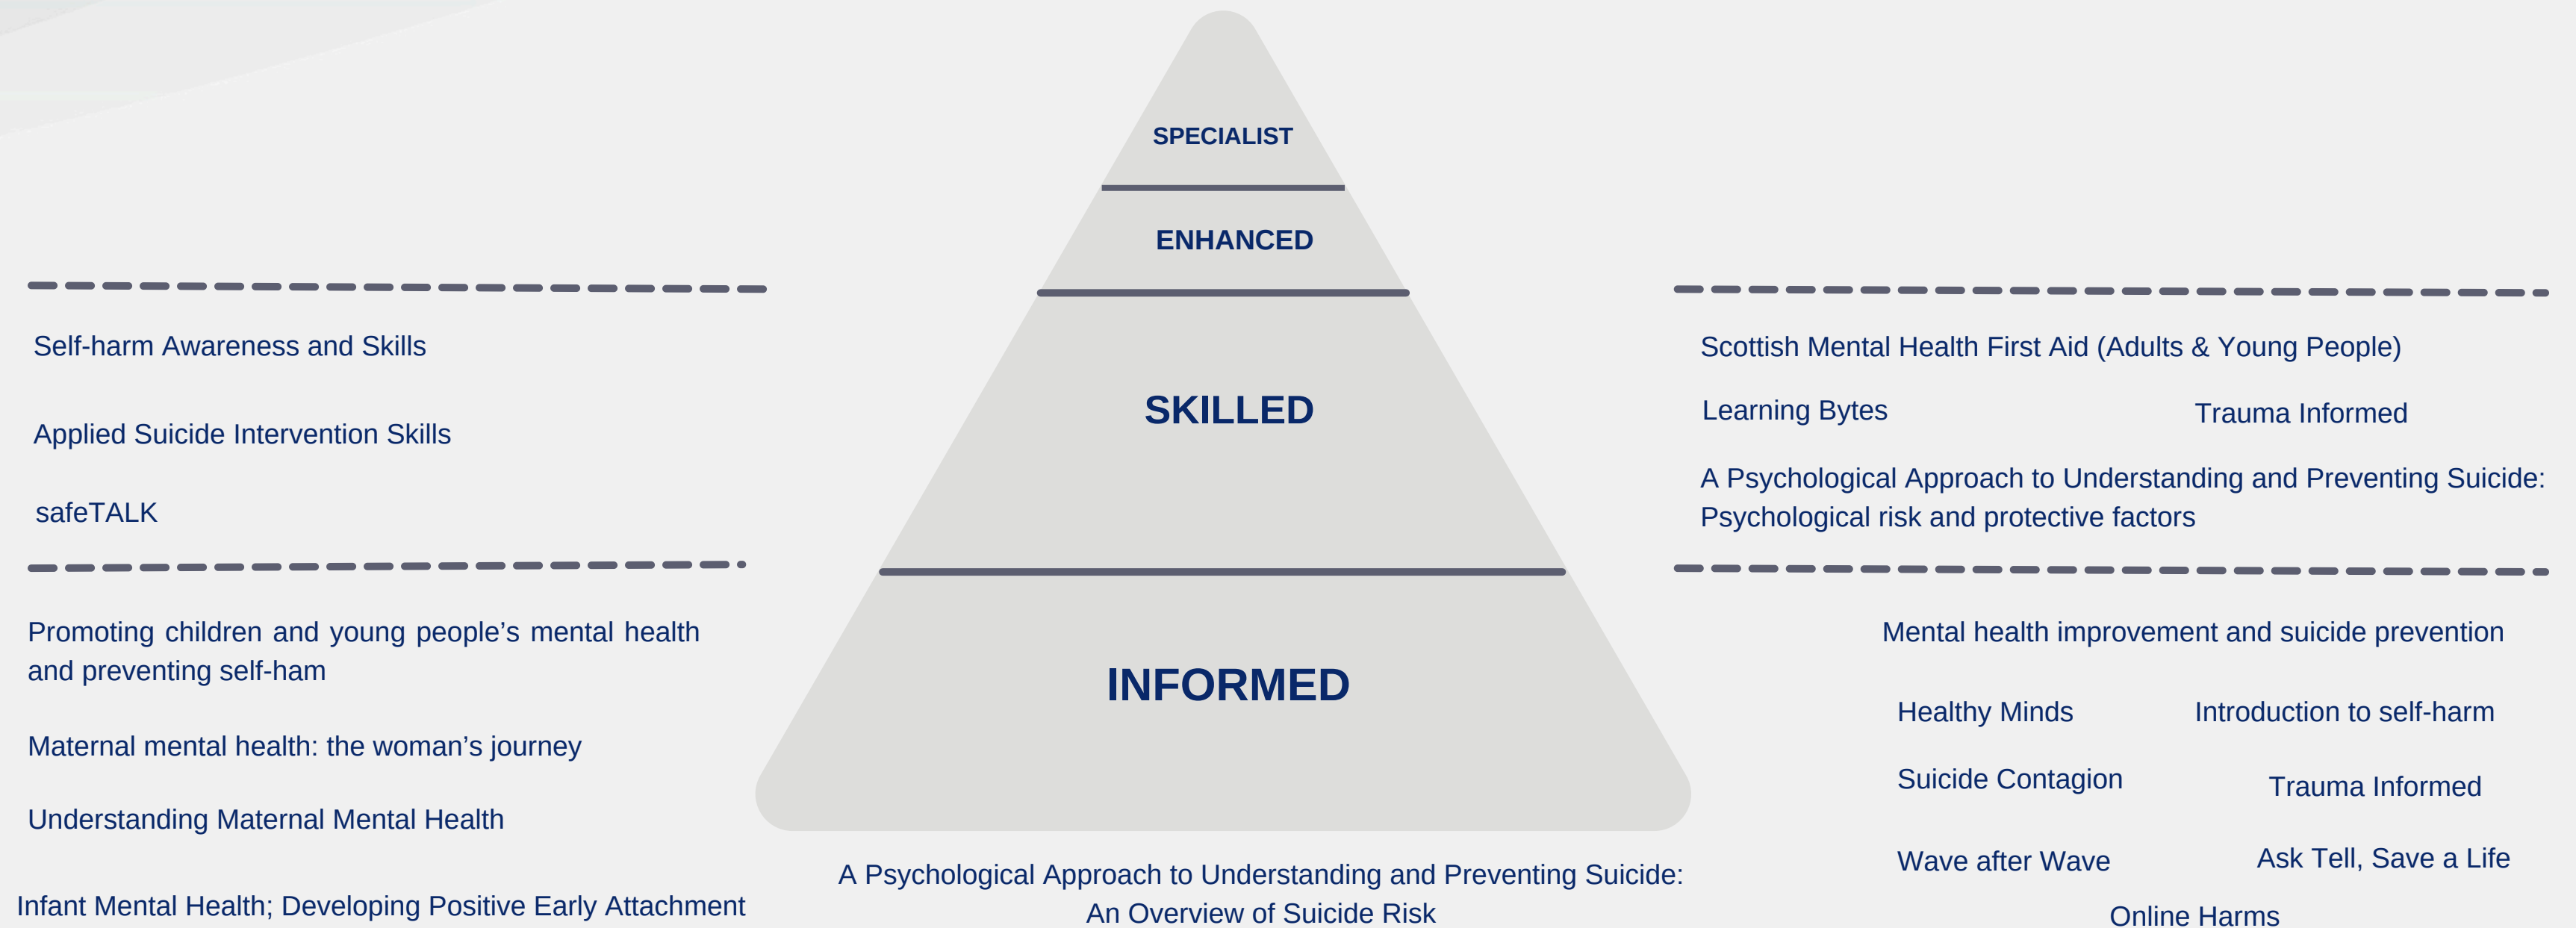 SPECIALIST
ENHANCED
Self-harm Awareness and Skills
Applied Suicide Intervention Skills
safeTALK
SKILLED
Scottish Mental Health First Aid (Adults & Young People)
Learning Bytes
Trauma Informed
A Psychological Approach to Understanding and Preventing Suicide:
Psychological risk and protective factors
Promoting children and young people’s mental health
and preventing self-ham
Maternal mental health: the woman’s journey
Understanding Maternal Mental Health
Infant Mental Health; Developing Positive Early Attachment
INFORMED
A Psychological Approach to Understanding and Preventing Suicide:
An Overview of Suicide Risk
Mental health improvement and suicide prevention
Healthy Minds
Introduction to self-harm
Suicide Contagion
Trauma Informed
Wave after Wave
Ask Tell, Save a Life
Online Harms